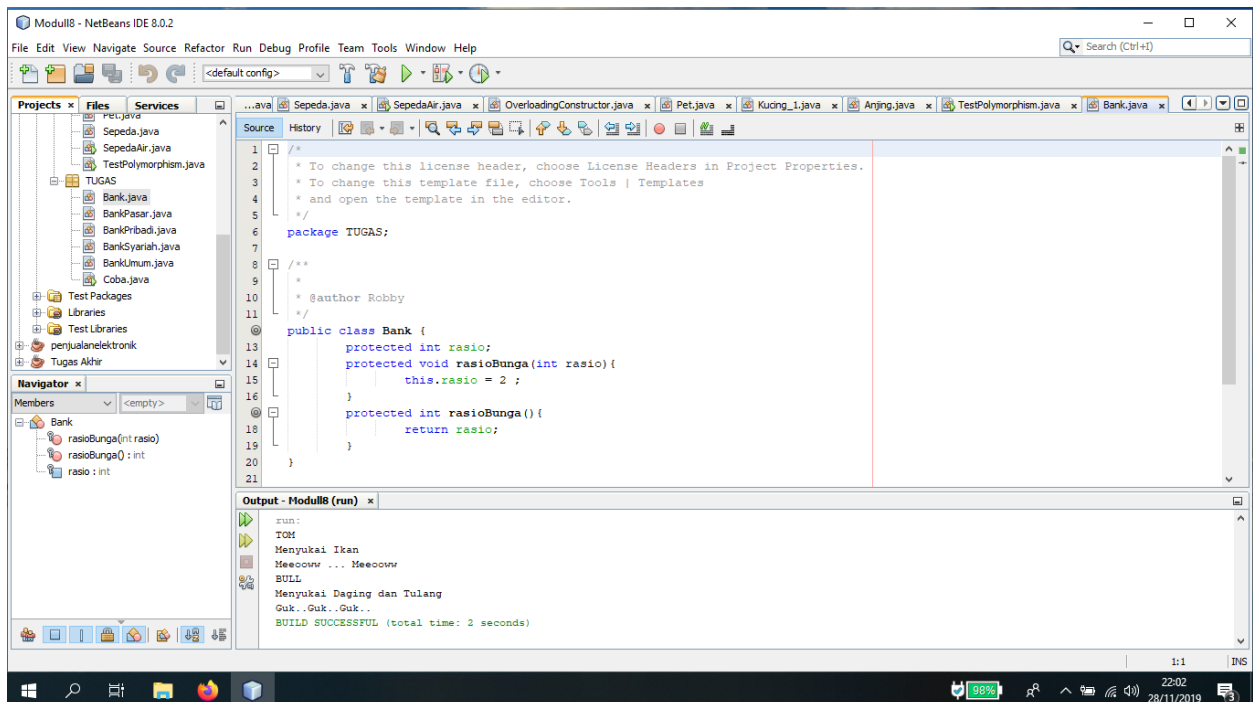 Modull8 - NetBeans IDE 8.0.2
File Edit View Navigate Source Refactor Run Debug Profile Team Tools Window Help
Search (Ctrl+I)
<default config>
Projects Files Services
Pet.java
Sepeda.java
SepedaAir.java
TestPolymorphism.java
TUGAS
Bank.java
BankPasar.java
BankPribadi.java
BankSyariah.java
BankUmum.java
Coba.java
Test Packages
Libraries
Test Libraries
penjualanelektronik
Tugas Akhir
Navigator
Members <empty>
Bank
rasioBunga(int rasio)
rasioBunga() : int
rasio : int
...ava Sepeda.java SepedaAir.java OverloadingConstructor.java Pet.java Kucing_1.java Anjing.java TestPolymorphism.java Bank.java
Source History
1 /*
2 * To change this license header, choose License Headers in Project Properties.
3 * To change this template file, choose Tools | Templates
4 * and open the template in the editor.
5 */
6 package TUGAS;
7
8 /**
9 *
10 * @author Robby
11 */
public class Bank {
13 protected int rasio;
14 protected void rasioBunga(int rasio){
15 this.rasio = 2 ;
16 }
protected int rasioBunga(){
18 return rasio;
19 }
20 }
21
Output - Modull8 (run)
run:
TOM
Menyukai Ikan
Meeooww ... Meeooww
BULL
Menyukai Daging dan Tulang
Guk..Guk..Guk..
BUILD SUCCESSFUL (total time: 2 seconds)
1:1 INS
98%
22:02
28/11/2019
3